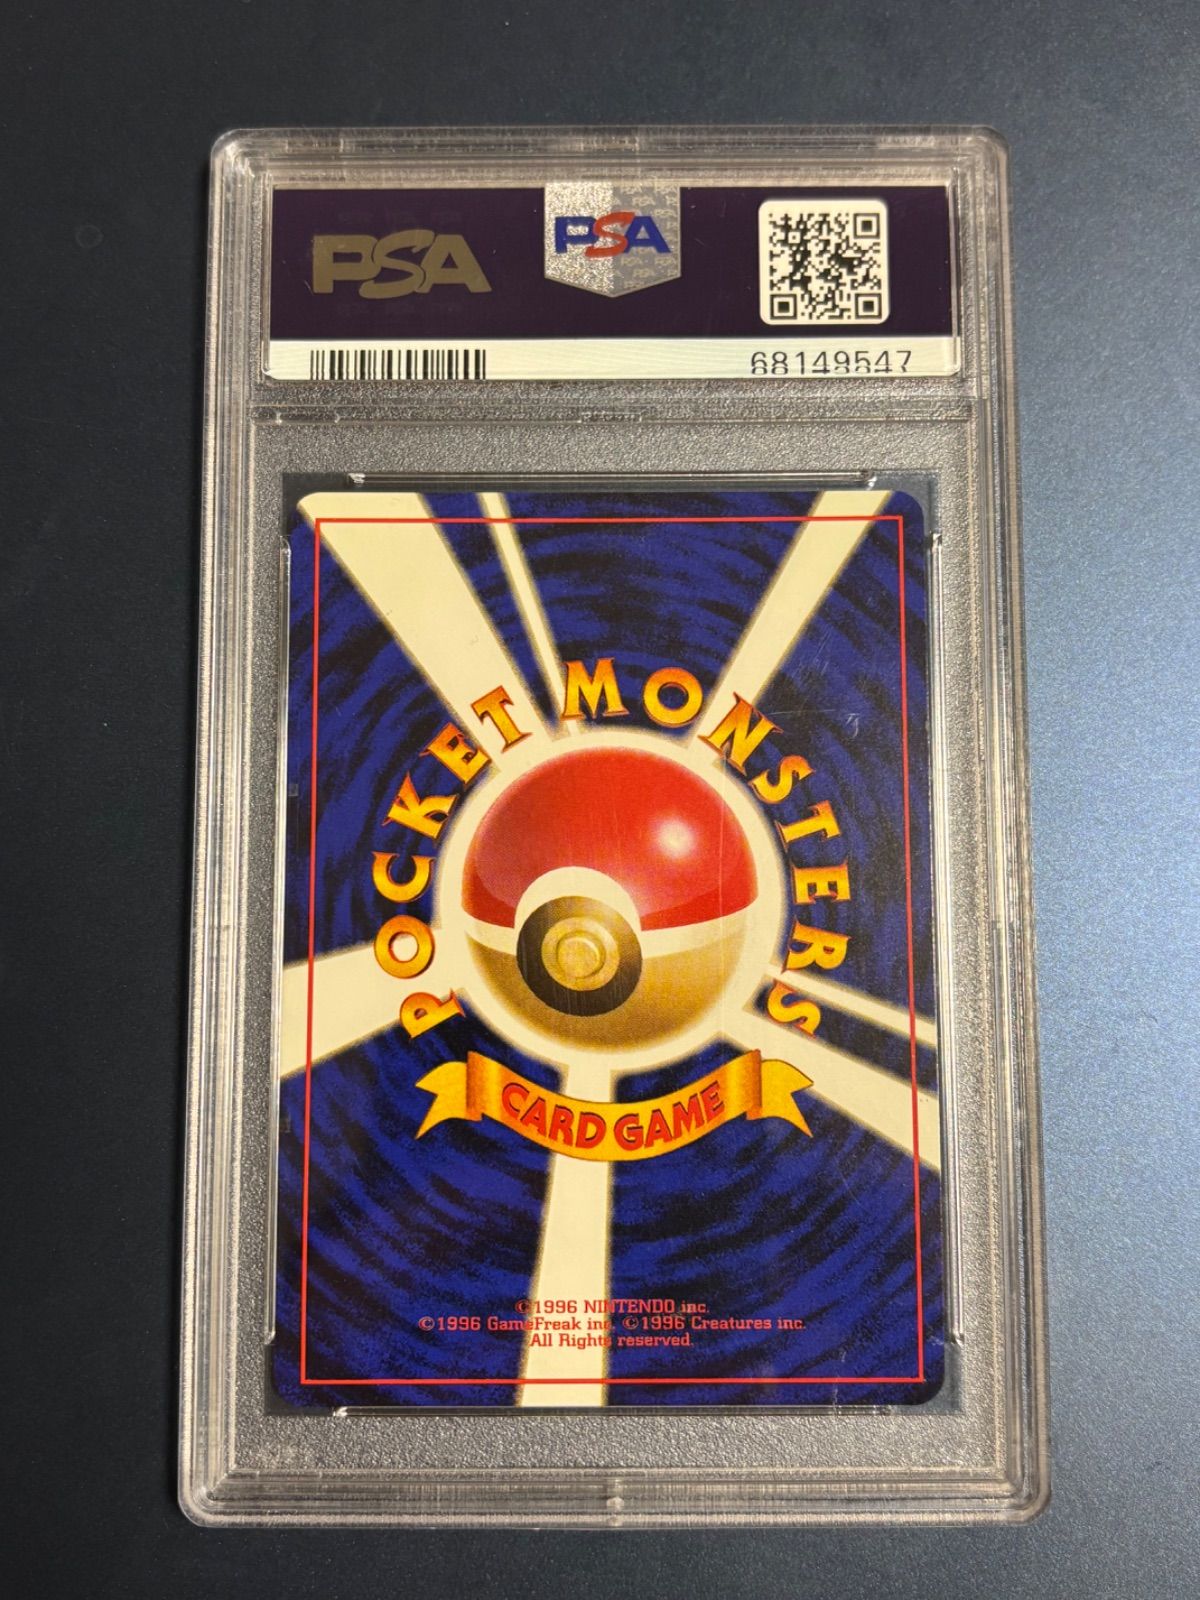 PSA
PSA
68149547
POCKET MONSTERS
CARD GAME
©1996 NINTENDO inc.
©1996 GameFreak inc. ©1996 Creatures inc.
All Rights reserved.